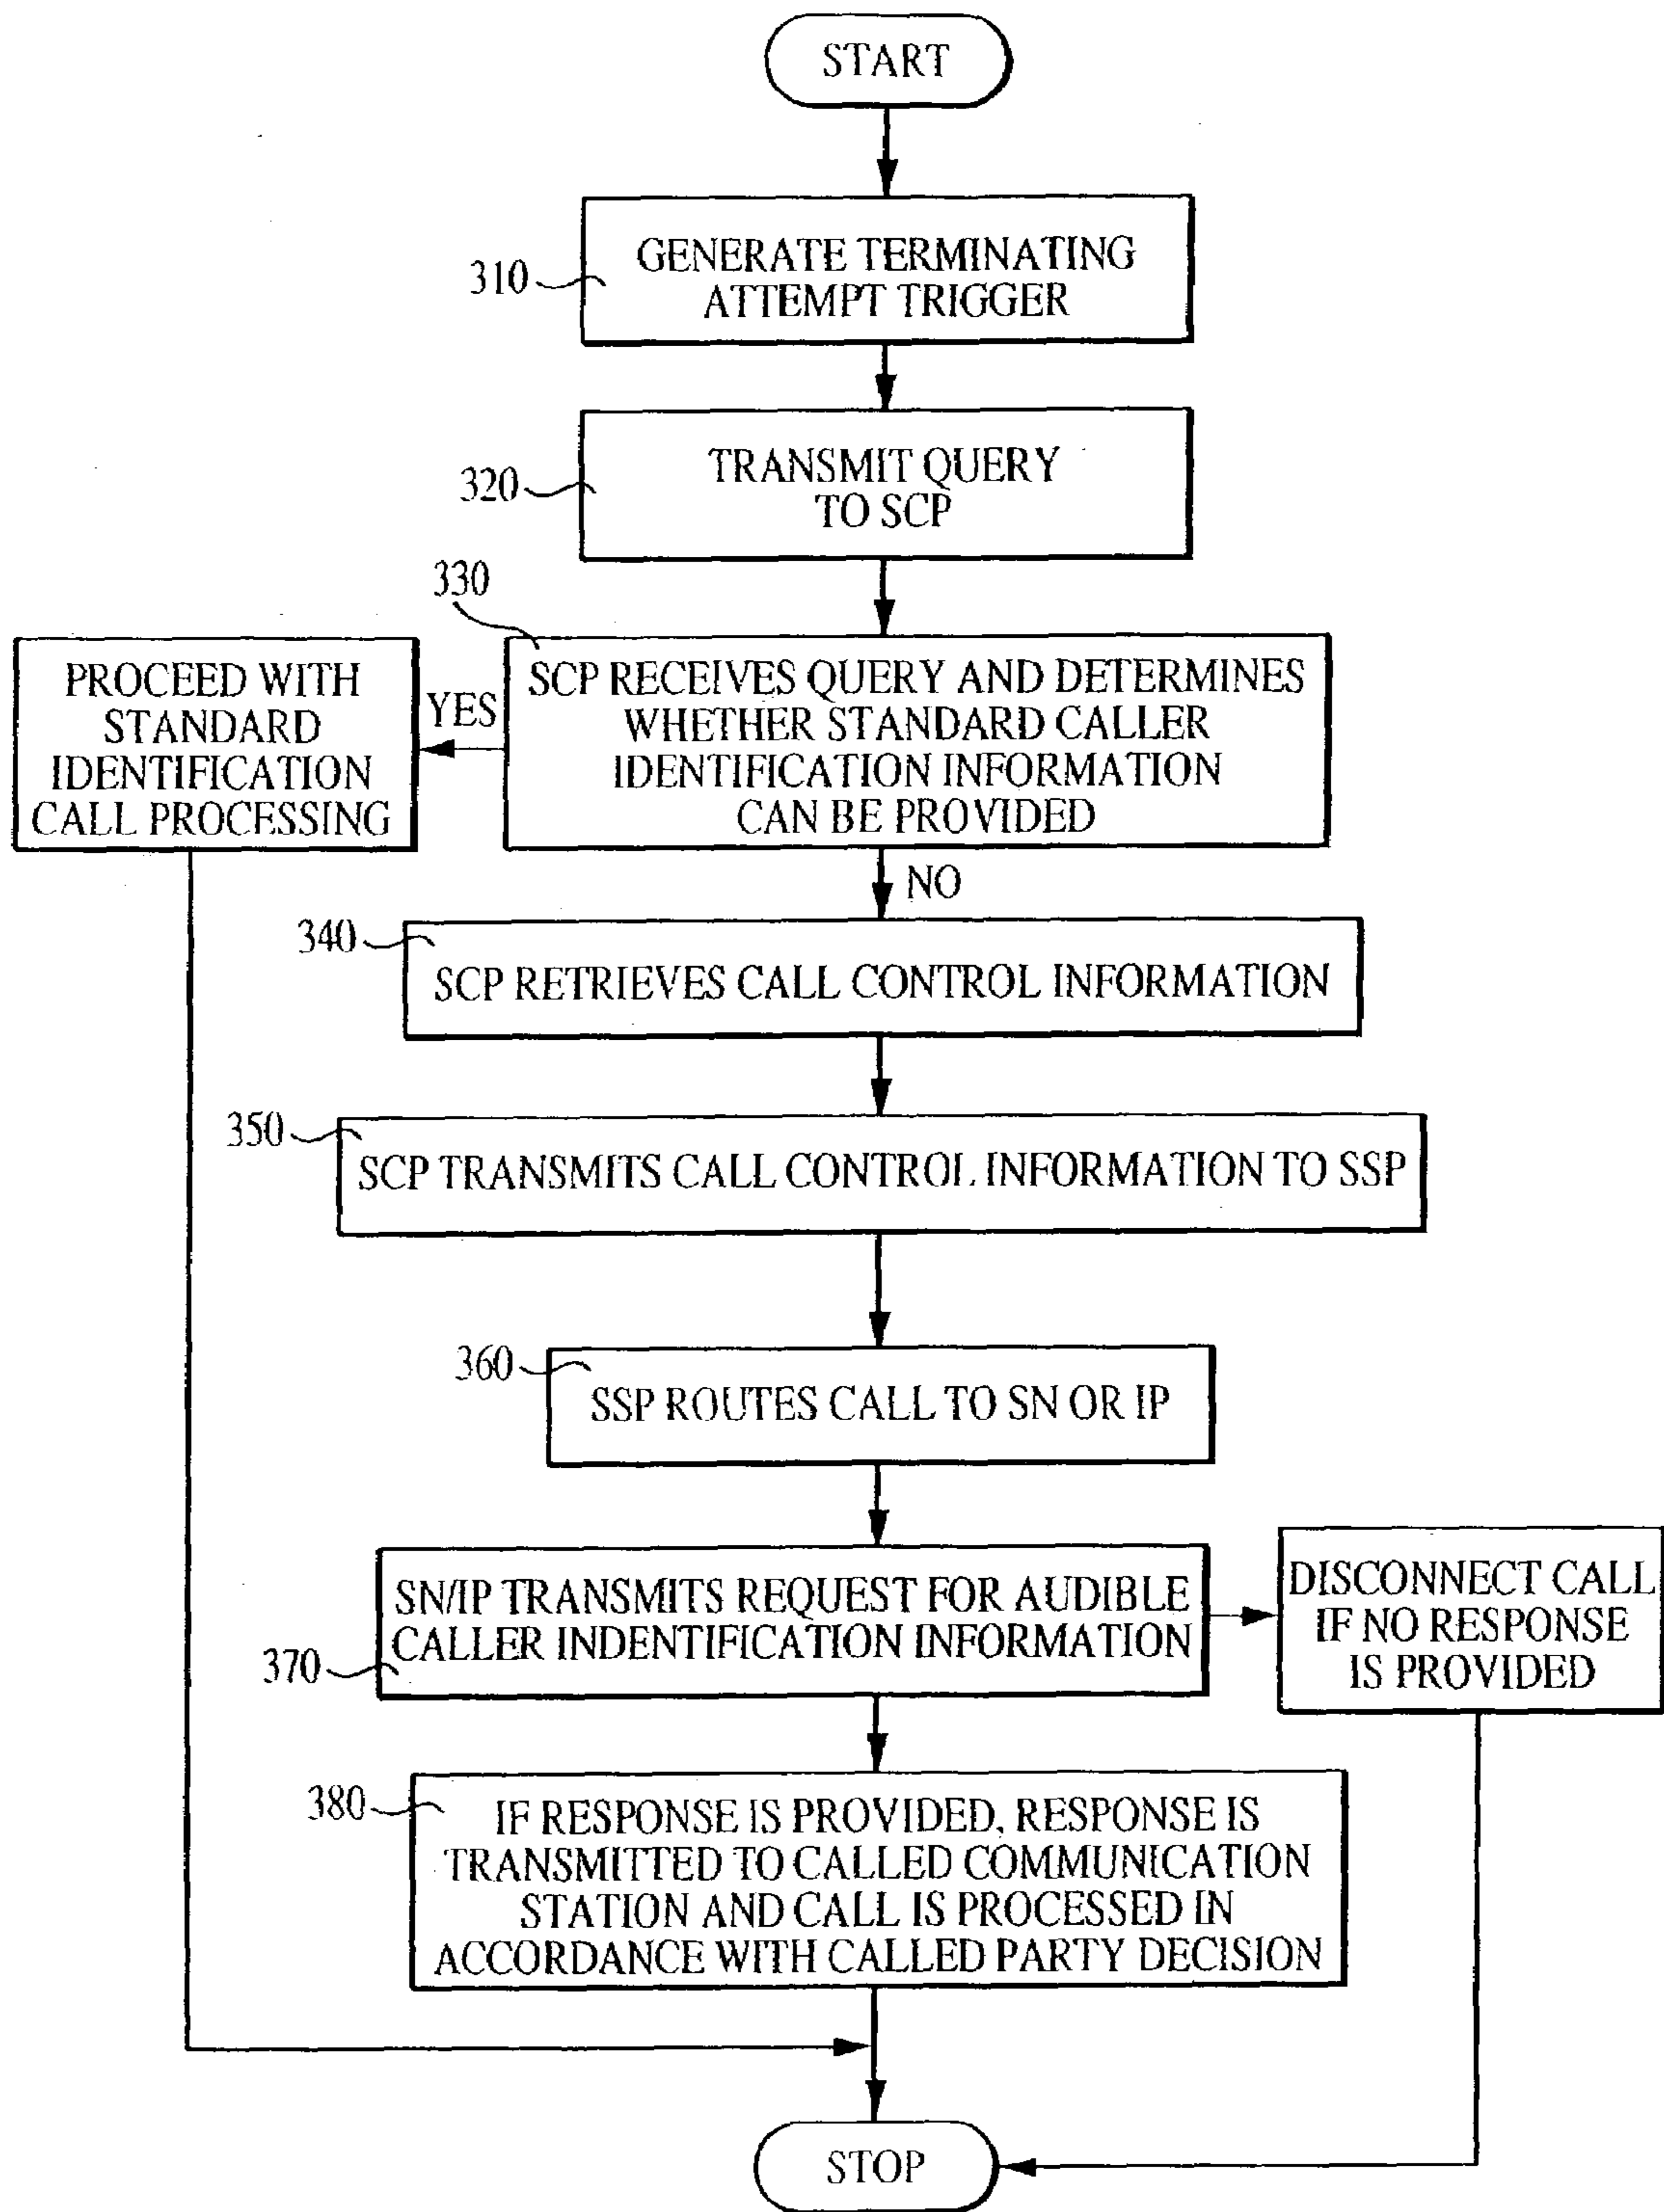 START
310
GENERATE TERMINATING
ATTEMPT TRIGGER
320
TRANSMIT QUERY
TO SCP
330
SCP RECEIVES QUERY AND DETERMINES
WHETHER STANDARD CALLER
IDENTIFICATION INFORMATION
CAN BE PROVIDED
YES
PROCEED WITH
STANDARD
IDENTIFICATION
CALL PROCESSING
NO
340
SCP RETRIEVES CALL CONTROL INFORMATION
350
SCP TRANSMITS CALL CONTROL INFORMATION TO SSP
360
SSP ROUTES CALL TO SN OR IP
370
SN/IP TRANSMITS REQUEST FOR AUDIBLE
CALLER INDENTIFICATION INFORMATION
DISCONNECT CALL
IF NO RESPONSE
IS PROVIDED
380
IF RESPONSE IS PROVIDED, RESPONSE IS
TRANSMITTED TO CALLED COMMUNICATION
STATION AND CALL IS PROCESSED IN
ACCORDANCE WITH CALLED PARTY DECISION
STOP